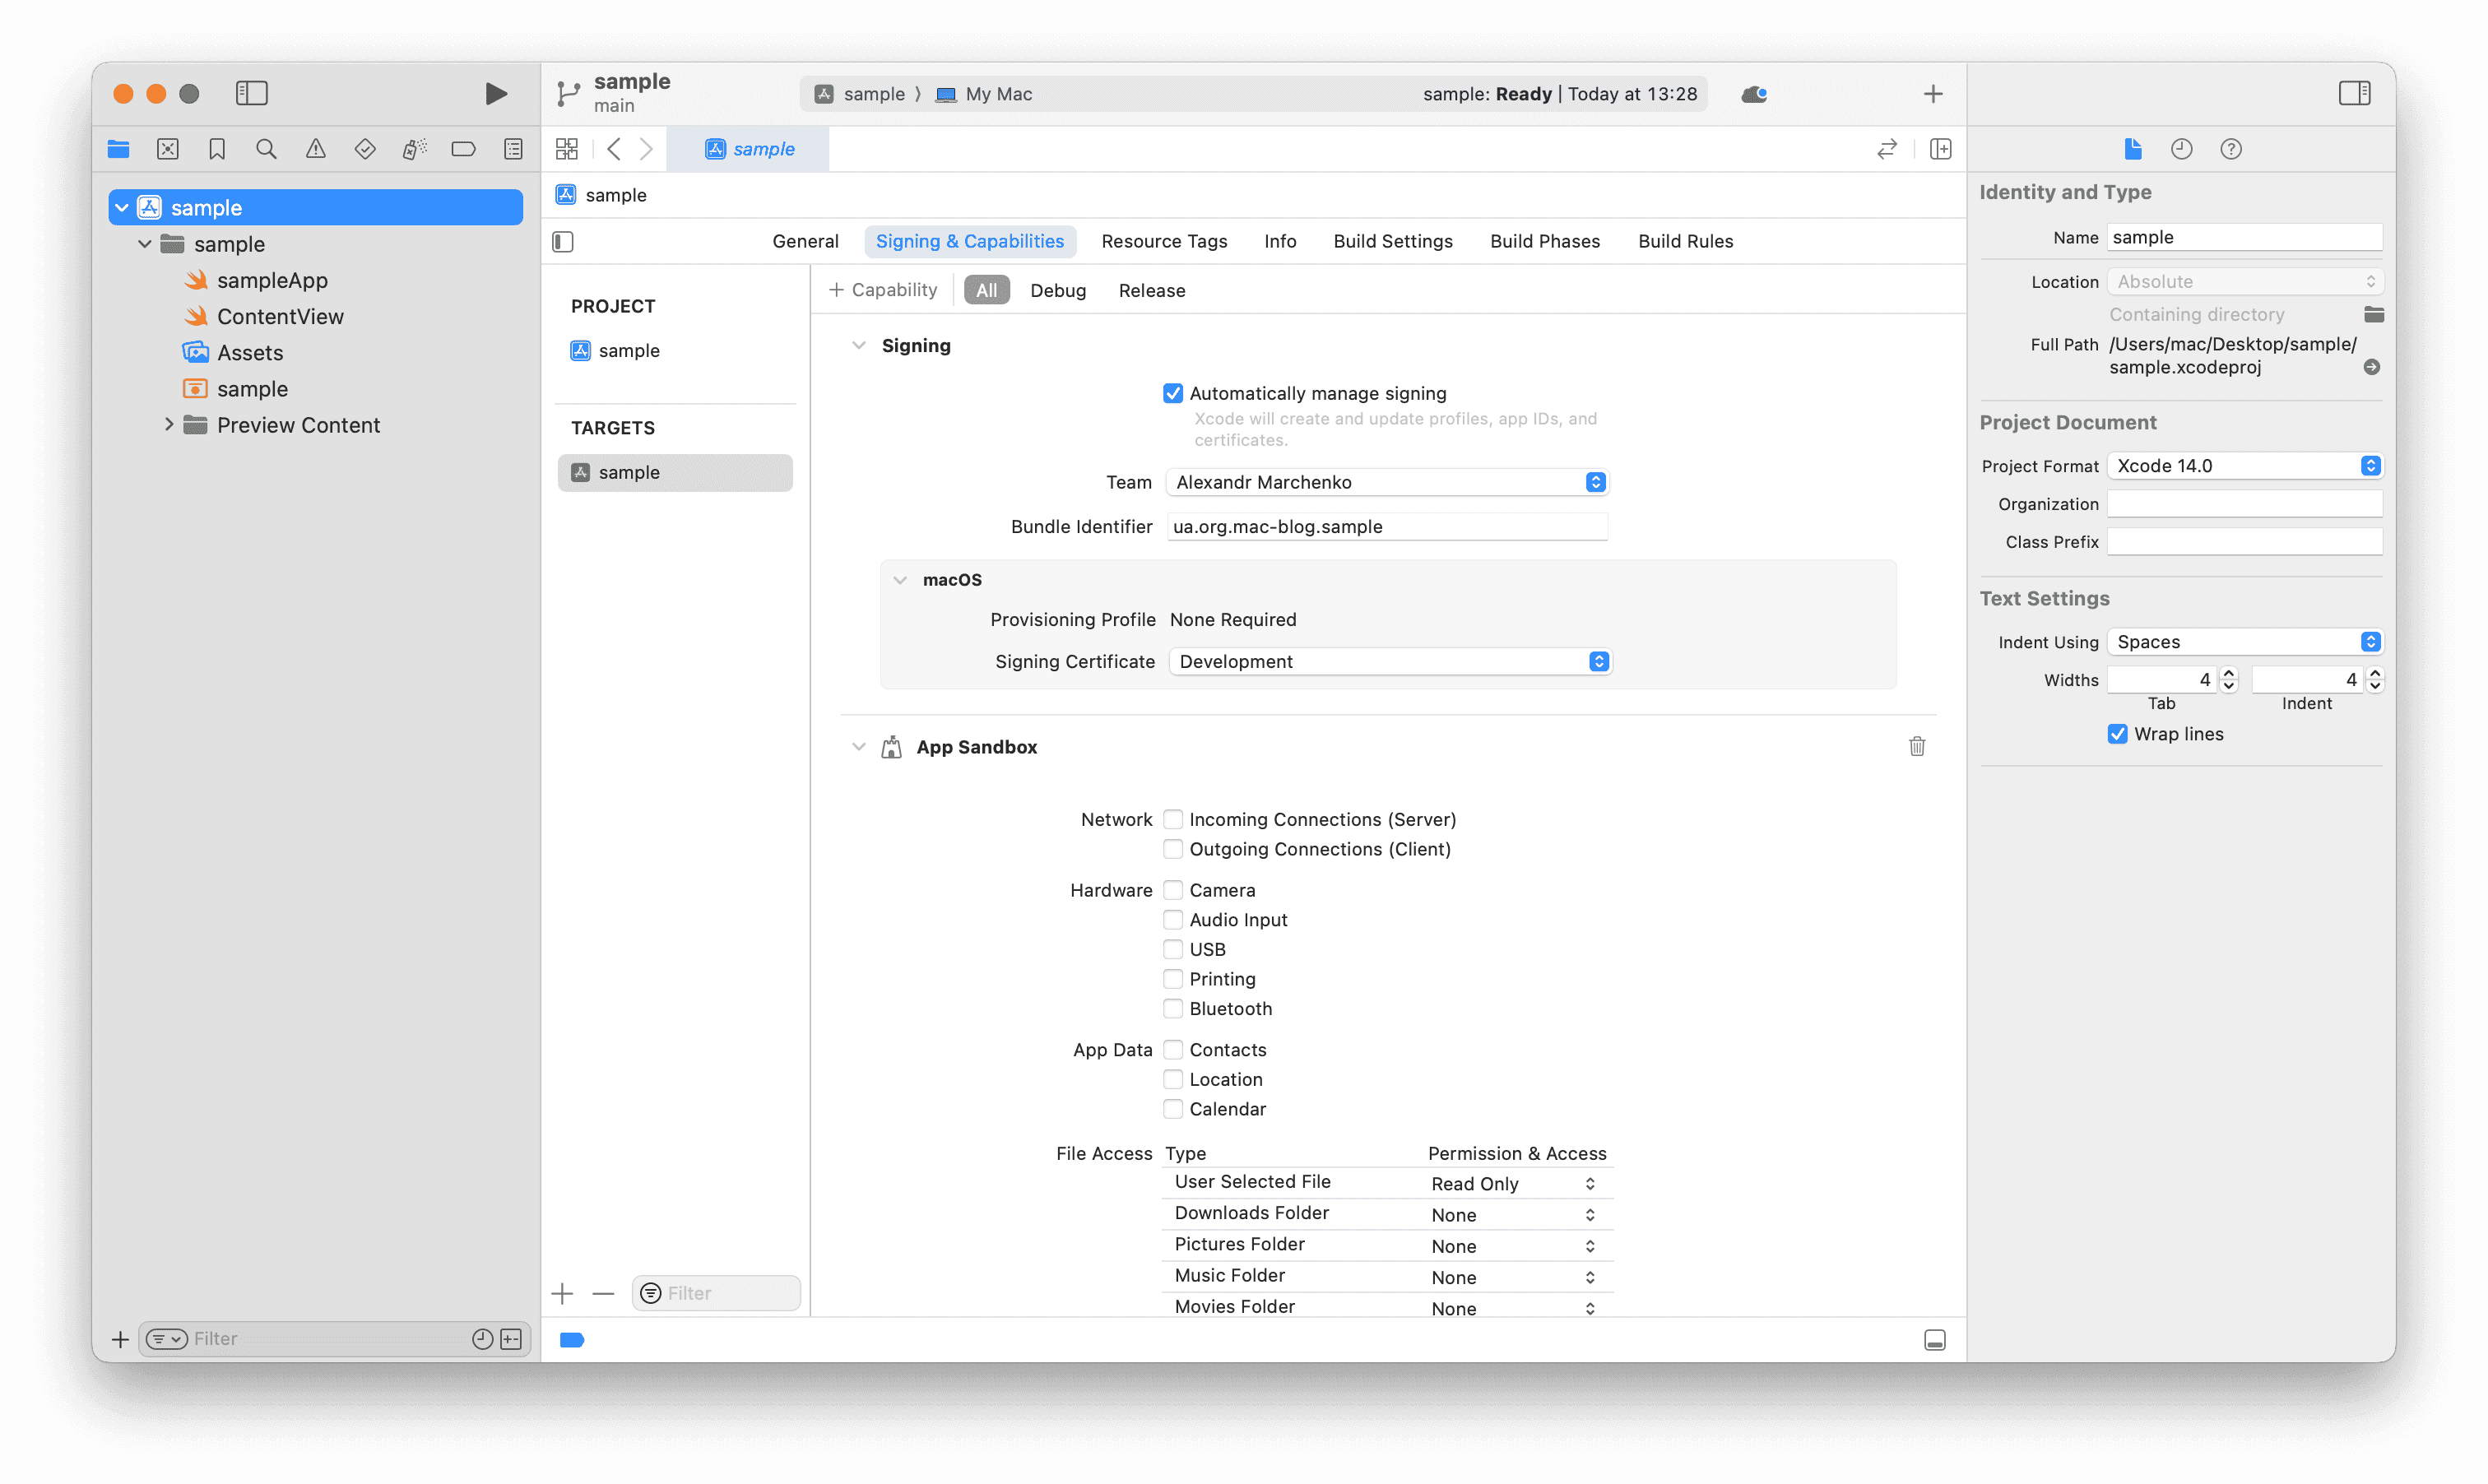 sample
main
sample 〉 My Mac
sample: Ready | Today at 13:28
sample
sample
sampleApp
ContentView
Assets
sample
Preview Content
Filter
sample
sample
General
Signing & Capabilities
Resource Tags
Info
Build Settings
Build Phases
Build Rules
PROJECT
sample
TARGETS
sample
Filter
+ Capability
All
Debug
Release
Signing
Automatically manage signing
Xcode will create and update profiles, app IDs, and
certificates.
Team Alexandr Marchenko
Bundle Identifier ua.org.mac-blog.sample
macOS
Provisioning Profile None Required
Signing Certificate Development
App Sandbox
Network Incoming Connections (Server)
Outgoing Connections (Client)
Hardware Camera
Audio Input
USB
Printing
Bluetooth
App Data Contacts
Location
Calendar
File Access Type Permission & Access
User Selected File Read Only
Downloads Folder None
Pictures Folder None
Music Folder None
Movies Folder None
Identity and Type
Name sample
Location Absolute
Containing directory
Full Path /Users/mac/Desktop/sample/
sample.xcodeproj
Project Document
Project Format Xcode 14.0
Organization
Class Prefix
Text Settings
Indent Using Spaces
Widths 4 4
Tab Indent
Wrap lines